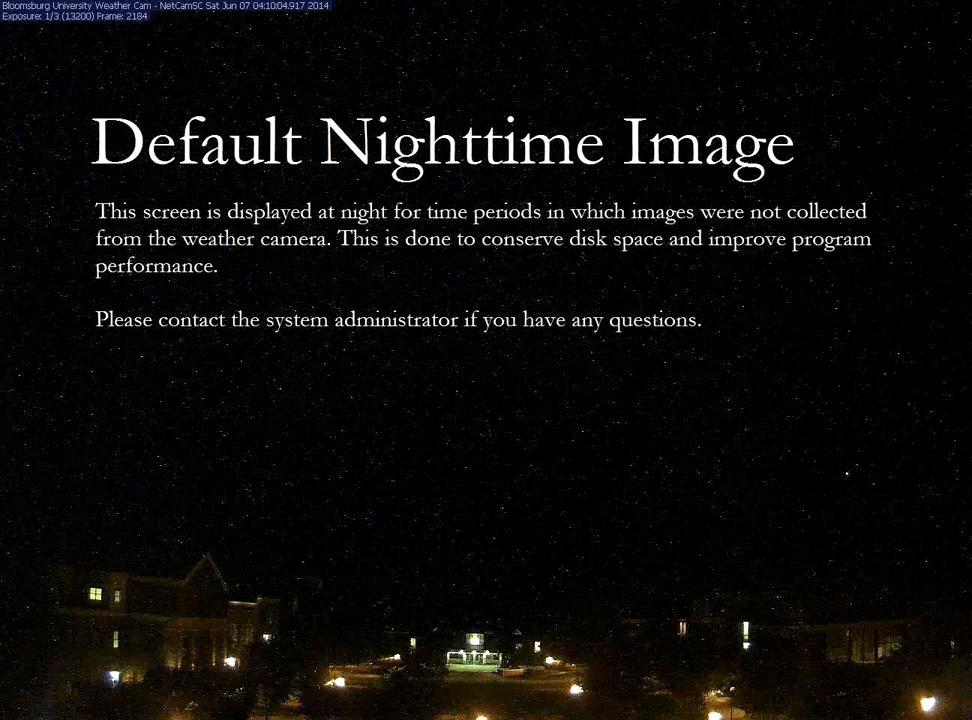 Bloomsburg University Weather Cam - NetCamSC Sat Jun 07 04:10:04.917 2014
Exposure: 1/3 (13200) Frame: 2184
Default Nighttime Image
This screen is displayed at night for time periods in which images were not collected
from the weather camera. This is done to conserve disk space and improve program
performance.
Please contact the system administrator if you have any questions.